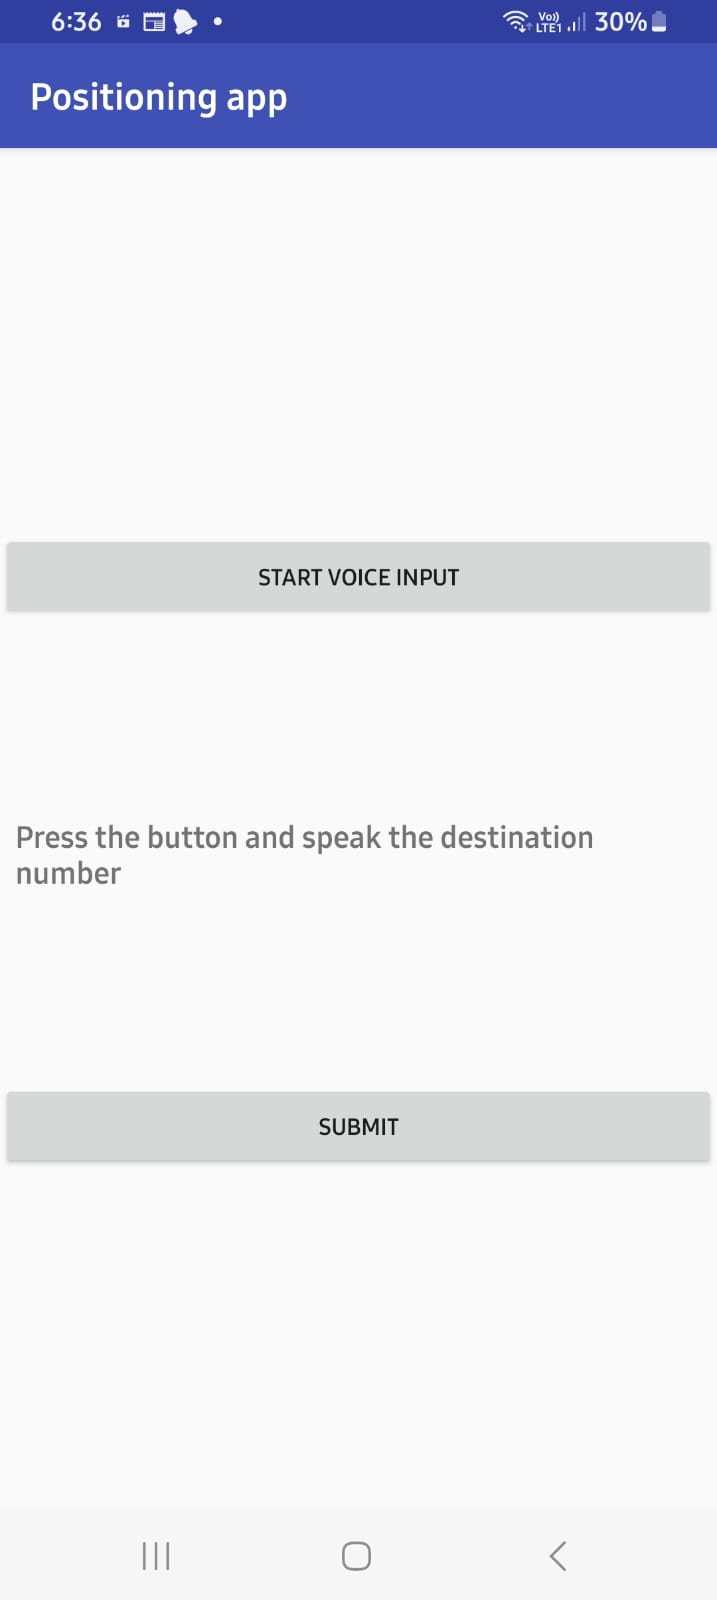 6:36 Vo)) LTE1 30%
Positioning app
START VOICE INPUT
Press the button and speak the destination
number
SUBMIT